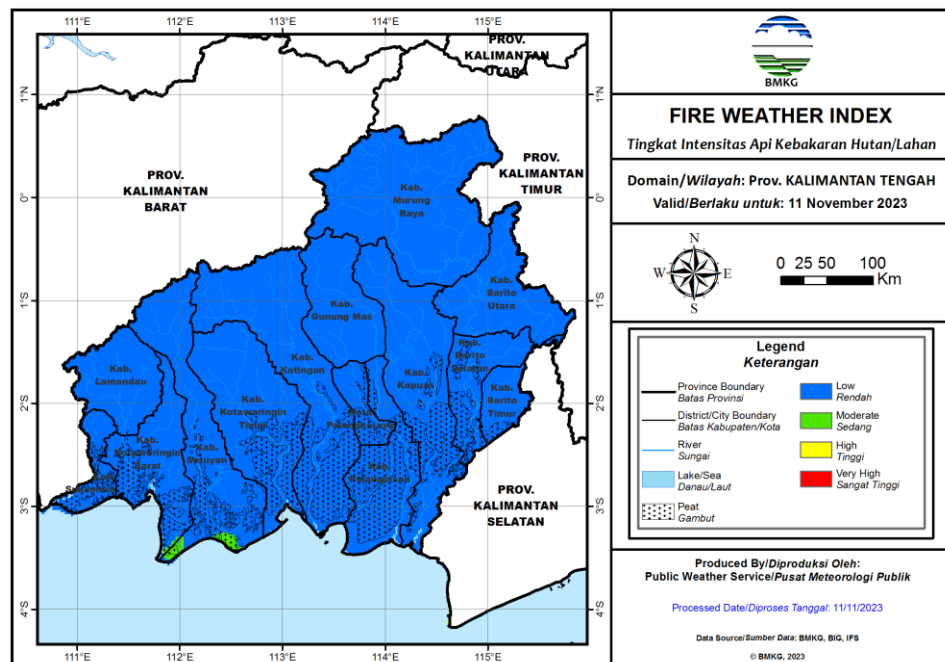 111°E 112°E 113°E 114°E 115°E
PROV.
KALIMANTAN
UTARA
1°N 1°N
PROV.
KALIMANTAN
BARAT
PROV.
KALIMANTAN
TIMUR
Kab.
Murung
Raya
0° 0°
Kab.
Barito
Utara
Kab.
Gunung Mas
1°S 1°S
Kab.
Barito
Selatan
Kab.
Lamandau
Kab.
Katingan
Kab.
Kapuas
Kab.
Barito
Timur
Kab.
Kotawaringin
Timur
2°S 2°S
Kab.
Kotawaringin
Barat
Kab.
Seruyan
Kab.
3°S 3°S
PROV.
KALIMANTAN
SELATAN
4°S 4°S
111°E 112°E 113°E 114°E 115°E
BMKG
FIRE WEATHER INDEX
Tingkat Intensitas Api Kebakaran Hutan/Lahan
Domain/Wilayah: Prov. KALIMANTAN TENGAH
Valid/Berlaku untuk: 11 November 2023
N
W E
S
0 25 50 100
Km
Legend
Keterangan
Province Boundary
Batas Provinsi
District/City Boundary
Batas Kabupaten/Kota
River
Sungai
Lake/Sea
Danau/Laut
Peat
Gambut
Low
Rendah
Moderate
Sedang
High
Tinggi
Very High
Sangat Tinggi
Produced By/Diproduksi Oleh:
Public Weather Service/Pusat Meteorologi Publik
Processed Date/Diproses Tanggal: 11/11/2023
Data Source/Sumber Data: BMKG, BIG, IFS
© BMKG, 2023